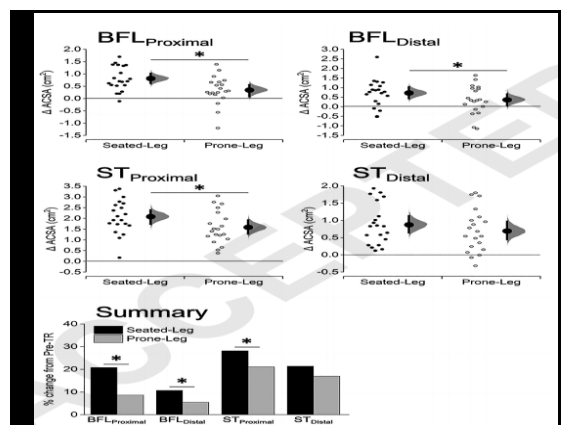 BFLProximal
2.0
1.5
1.0
0.5
0.0
-0.5
-1.0
-1.5
Δ ACSA (cm²)
*
Seated-Leg Prone-Leg
BFLDistal
3.0
2.5
2.0
1.5
1.0
0.5
0.0
-0.5
-1.0
-1.5
Δ ACSA (cm²)
*
Seated-Leg Prone-Leg
STProximal
3.5
3.0
2.5
2.0
1.5
1.0
0.5
0.0
-0.5
Δ ACSA (cm²)
*
Seated-Leg Prone-Leg
STDistal
2.0
1.5
1.0
0.5
0.0
-0.5
Δ ACSA (cm²)
Seated-Leg Prone-Leg
Summary
40
30
20
10
0
% change from Pre-TR
Seated-Leg
Prone-Leg
* * *
BFLProximal BFLDistal STProximal STDistal
ACCEPTED